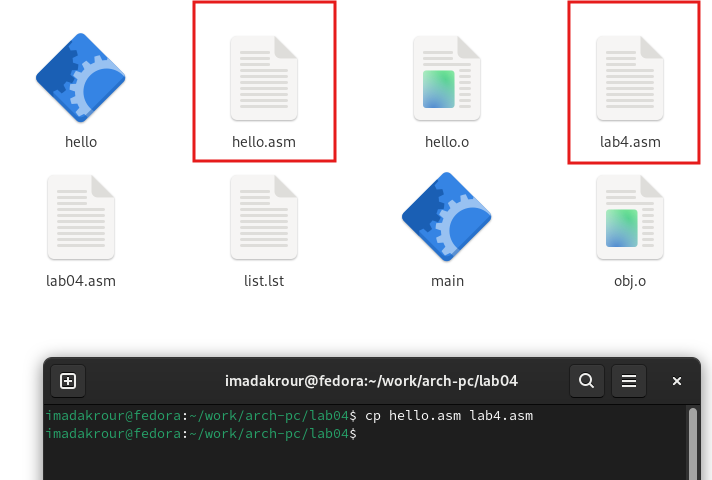 hello
hello.asm
hello.o
lab4.asm
lab04.asm
list.lst
main
obj.o
imadakrour@fedora:~/work/arch-pc/lab04
imadakrour@fedora:~/work/arch-pc/lab04$ cp hello.asm lab4.asm
imadakrour@fedora:~/work/arch-pc/lab04$